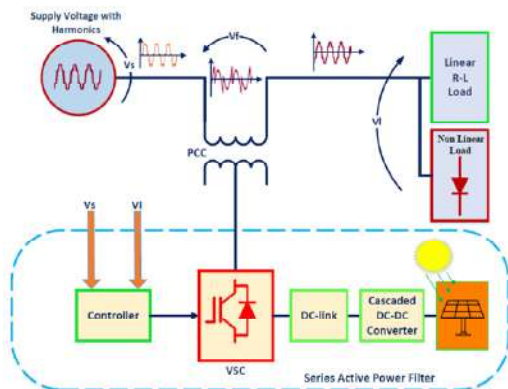 Supply Voltage with
Harmonics
Vs
Vf
Vl
Linear
R-L
Load
Non Linear
Load
PCC
Vs
Vl
Controller
VSC
DC-link
Cascaded
DC-DC
Converter
Series Active Power Filter